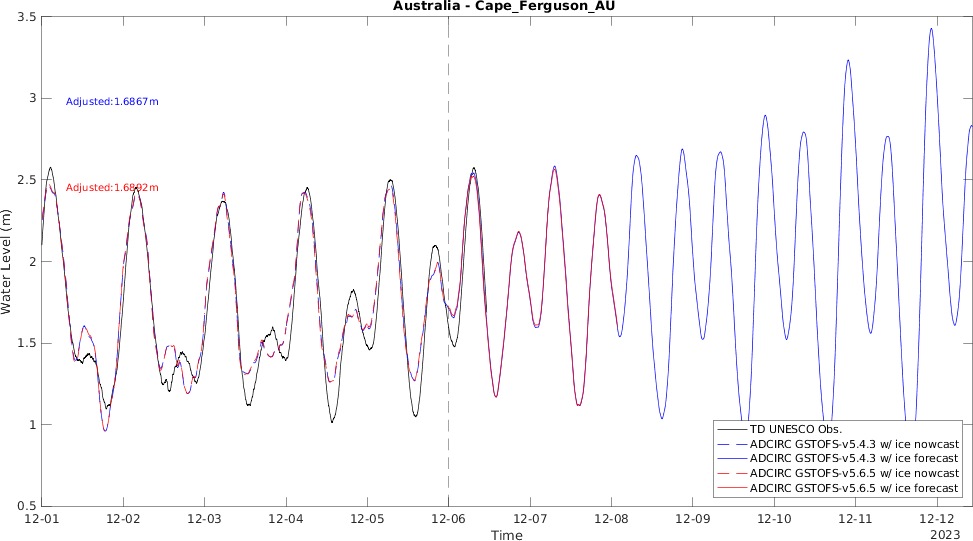 Australia - Cape_Ferguson_AU
3.5
3
2.5
2
1.5
1
0.5
Water Level (m)
Adjusted:1.6867m
Adjusted:1.6892m
TD UNESCO Obs.
ADCIRC GSTOFS-v5.4.3 w/ ice nowcast
ADCIRC GSTOFS-v5.4.3 w/ ice forecast
ADCIRC GSTOFS-v5.6.5 w/ ice nowcast
ADCIRC GSTOFS-v5.6.5 w/ ice forecast
12-01 12-02 12-03 12-04 12-05 12-06 12-07 12-08 12-09 12-10 12-11 12-12
2023
Time